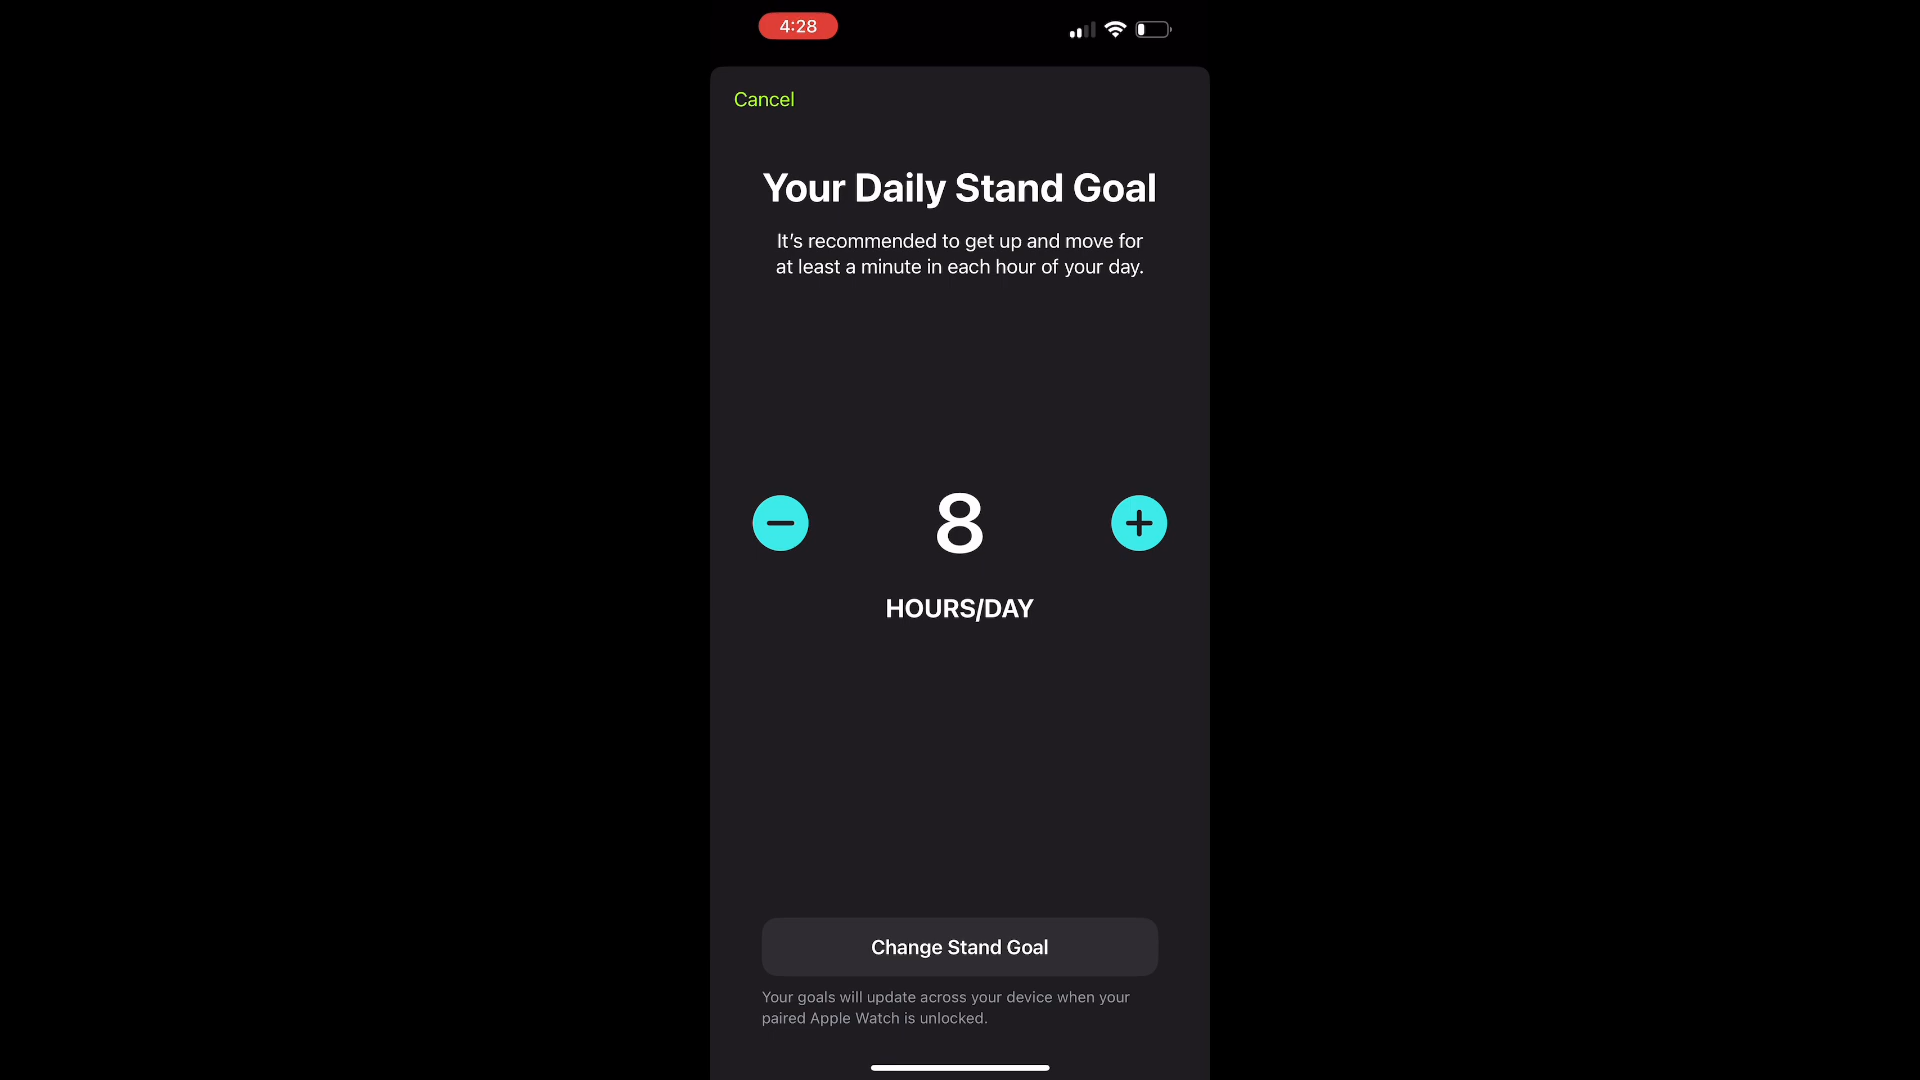 4:28
Cancel
Your Daily Stand Goal
It’s recommended to get up and move for
at least a minute in each hour of your day.
8
HOURS/DAY
Change Stand Goal
Your goals will update across your device when your
paired Apple Watch is unlocked.